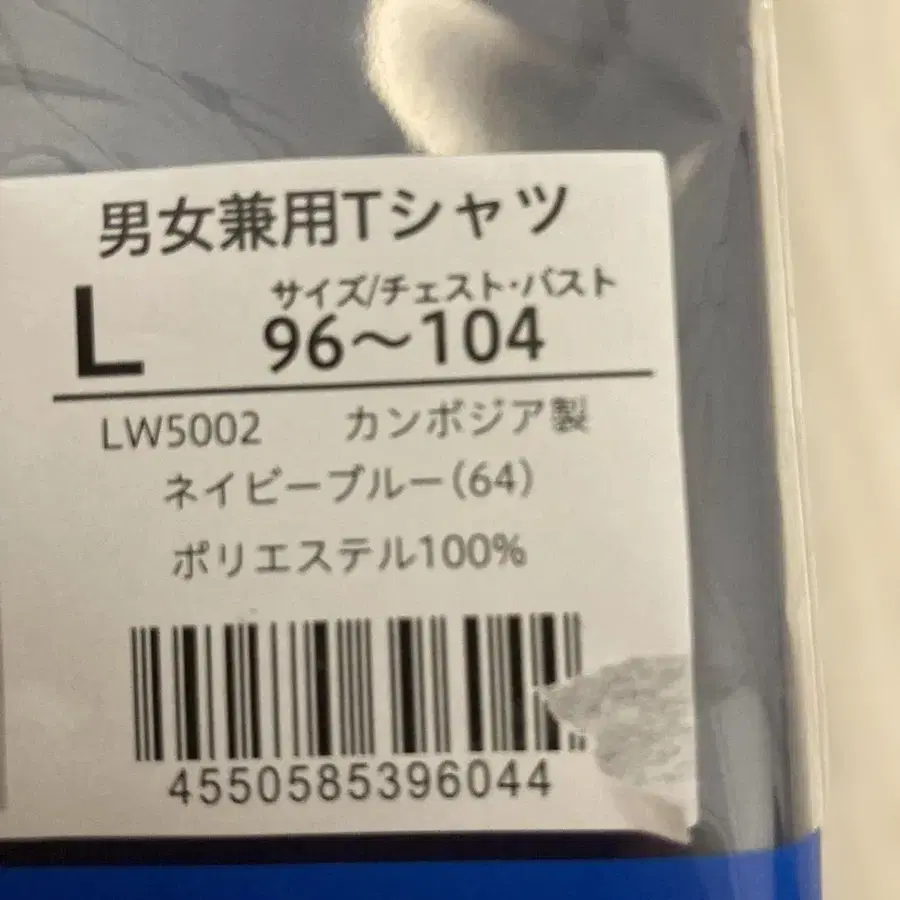 男女兼用Tシャツ
サイズ/チェスト・バスト
L 96～104
LW5002 カンボジア製
ネイビーブルー(64)
ポリエステル100%
4550585396044